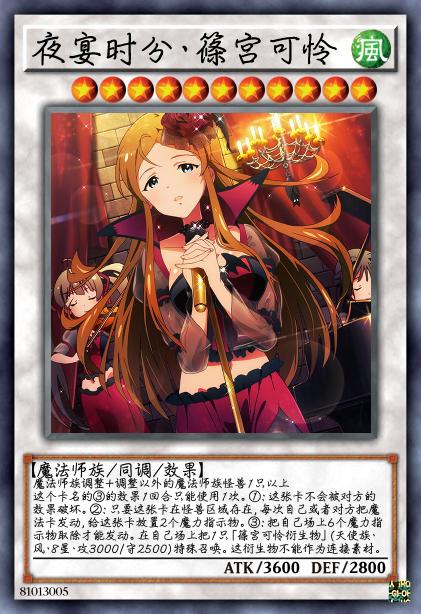 夜宴时分·篠宫可怜
風
【魔法师族/同调/效果】
魔法师族调整+调整以外的魔法师族怪兽1只以上
这个卡名的③的效果1回合只能使用1次。①：这张卡不会被对方的
效果破坏。②：只要这张卡在怪兽区域存在，每次自己或者对方把魔
法卡发动，给这张卡放置2个魔力指示物。③：把自己场上6个魔力指
示物取除才能发动。在自己场上把1只「篠宫可怜衍生物」（天使族·
风·8星·攻3000/守2500）特殊召唤。这衍生物不能作为连接素材。
ATK/3600 DEF/2800
81013005